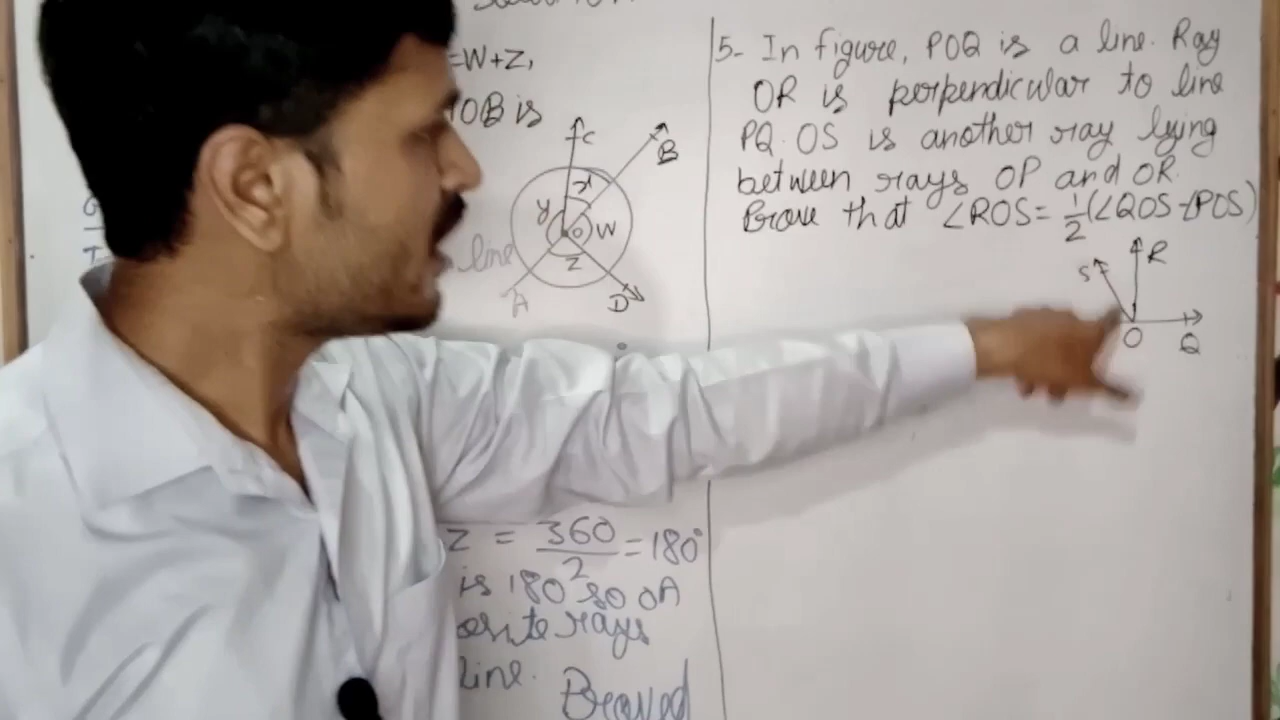 Solution
=W+Z,
AOB is
C
B
x
y
O
W
Z
A
D
line
Z = 360/2 = 180°
is 180° so OA
osite rays
line. Proved
5- In figure, POQ is a line. Ray
OR is perpendicular to line
PQ. OS is another ray lying
between rays OP and OR.
Prove that ∠ROS = 1/2 (∠QOS - ∠POS)
R
S
O
Q